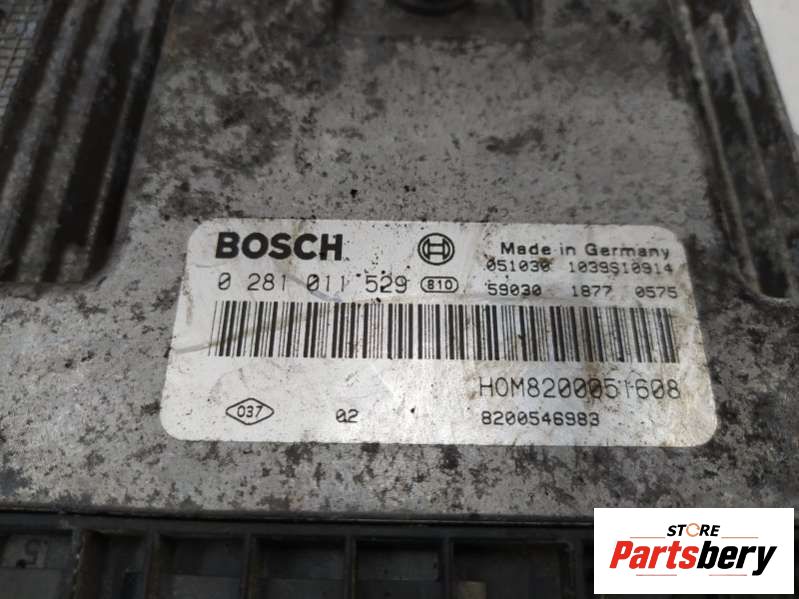 BOSCH
Made in Germany
051030 1039S10914
0 281 011 529 810
59030 1877 0575
HOM8200051608
037 02
8200546983
STORE
Partsbery